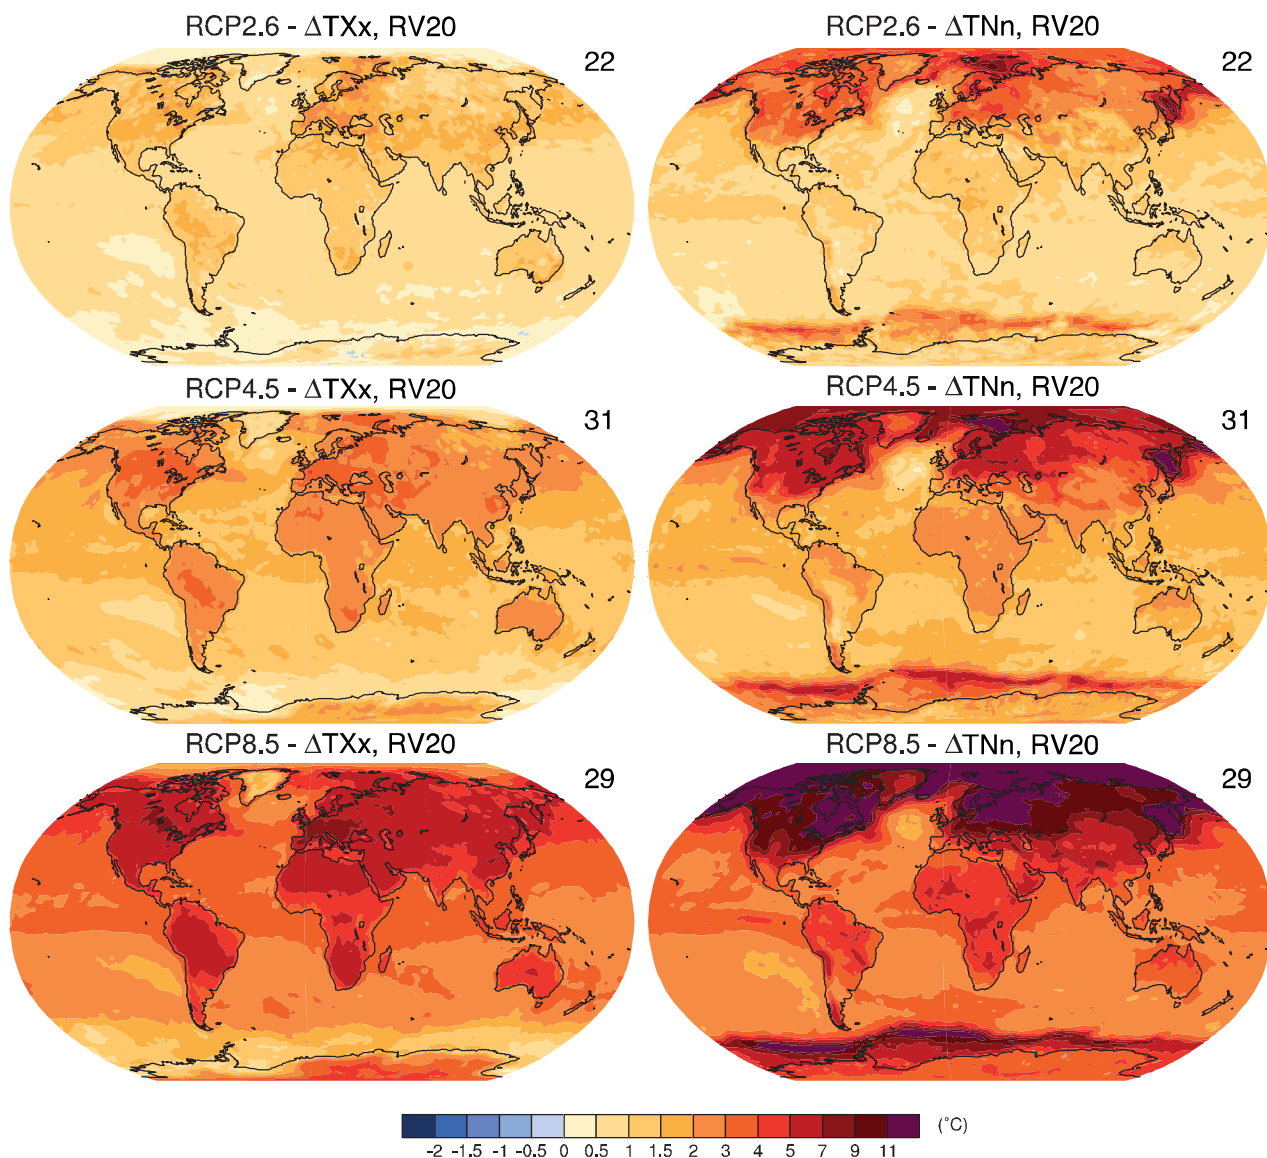 RCP2.6 - ΔTXx, RV20
22
RCP2.6 - ΔTNn, RV20
22
RCP4.5 - ΔTXx, RV20
31
RCP4.5 - ΔTNn, RV20
31
RCP8.5 - ΔTXx, RV20
29
RCP8.5 - ΔTNn, RV20
29
-2 -1.5 -1 -0.5 0 0.5 1 1.5 2 3 4 5 7 9 11 (°C)